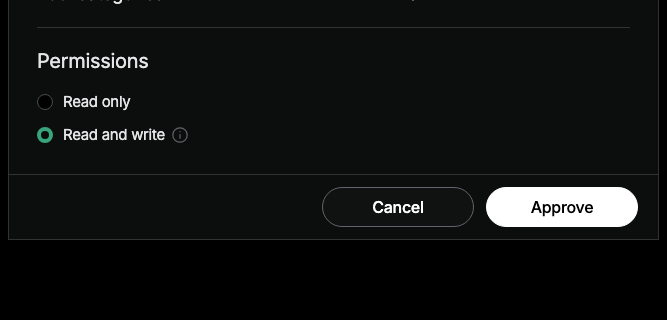 Permissions
Read only
Read and write
Cancel
Approve